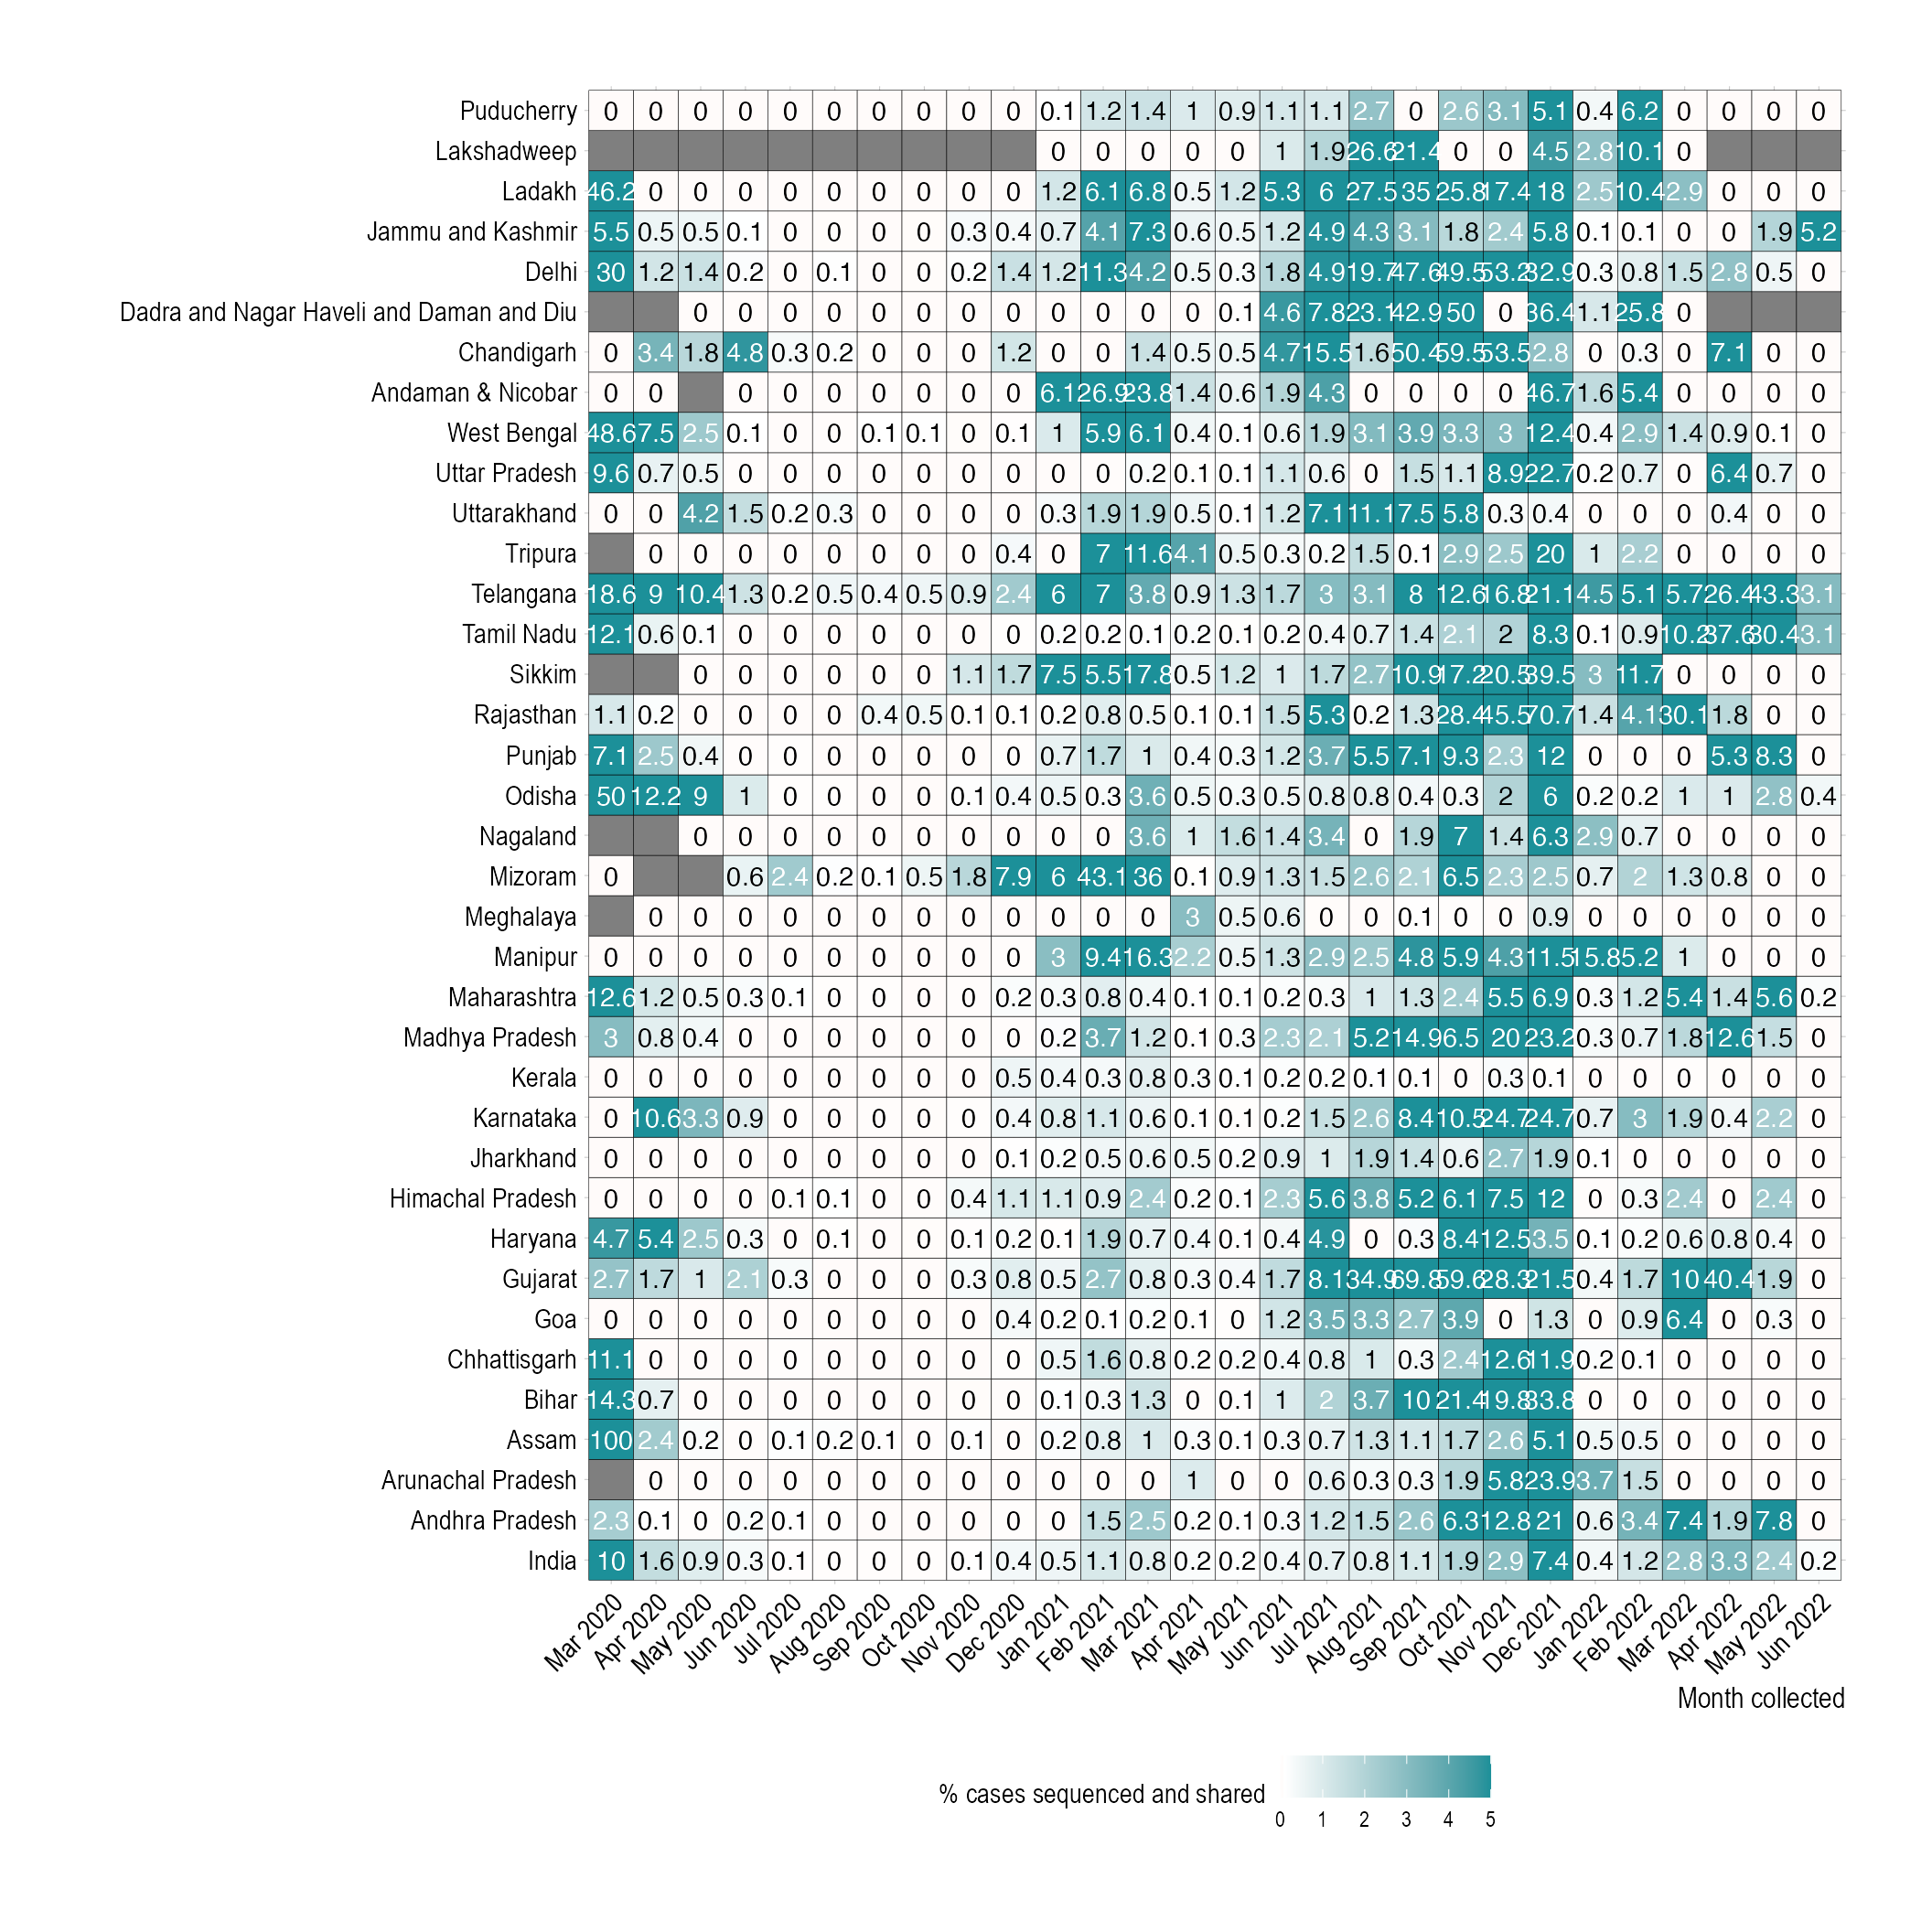 Puducherry 0 0 0 0 0 0 0 0 0 0 0.1 1.2 1.4 1 0.9 1.1 1.1 2.7 0 2.6 3.1 5.1 0.4 6.2 0 0 0 0
Lakshadweep 0 0 0 0 0 1 1.9 26.6 21.4 0 0 4.5 2.8 10.1 0
Ladakh 46.2 0 0 0 0 0 0 0 0 0 1.2 6.1 6.8 0.5 1.2 5.3 6 27.5 35 25.8 17.4 18 2.5 10.4 2.9 0 0 0
Jammu and Kashmir 5.5 0.5 0.5 0.1 0 0 0 0 0.3 0.4 0.7 4.1 7.3 0.6 0.5 1.2 4.9 4.3 3.1 1.8 2.4 5.8 0.1 0.1 0 0 1.9 5.2
Delhi 30 1.2 1.4 0.2 0 0.1 0 0 0.2 1.4 1.2 11.3 4.2 0.5 0.3 1.8 4.9 19.7 47.6 49.5 53.2 32.9 0.3 0.8 1.5 2.8 0.5 0
Dadra and Nagar Haveli and Daman and Diu 0 0 0 0 0 0 0 0 0 0 0 0 0.1 4.6 7.8 23.1 42.9 50 0 36.4 1.1 25.8 0
Chandigarh 0 3.4 1.8 4.8 0.3 0.2 0 0 0 1.2 0 0 1.4 0.5 0.5 4.7 15.5 1.6 50.4 59.5 53.5 2.8 0 0.3 0 7.1 0 0
Andaman & Nicobar 0 0 0 0 0 0 0 0 0 6.1 26.9 23.8 1.4 0.6 1.9 4.3 0 0 0 0 46.7 1.6 5.4 0 0 0 0
West Bengal 48.6 7.5 2.5 0.1 0 0 0.1 0.1 0 0.1 1 5.9 6.1 0.4 0.1 0.6 1.9 3.1 3.9 3.3 3 12.4 0.4 2.9 1.4 0.9 0.1 0
Uttar Pradesh 9.6 0.7 0.5 0 0 0 0 0 0 0 0 0 0.2 0.1 0.1 1.1 0.6 0 1.5 1.1 8.9 22.7 0.2 0.7 0 6.4 0.7 0
Uttarakhand 0 0 4.2 1.5 0.2 0.3 0 0 0 0 0.3 1.9 1.9 0.5 0.1 1.2 7.1 11.1 7.5 5.8 0.3 0.4 0 0 0 0.4 0 0
Tripura 0 0 0 0 0 0 0 0 0.4 0 7 11.6 4.1 0.5 0.3 0.2 1.5 0.1 2.9 2.5 20 1 2.2 0 0 0 0
Telangana 18.6 9 10.4 1.3 0.2 0.5 0.4 0.5 0.9 2.4 6 7 3.8 0.9 1.3 1.7 3 3.1 8 12.6 16.8 21.1 4.5 5.1 5.7 26.4 43.3 3.1
Tamil Nadu 12.1 0.6 0.1 0 0 0 0 0 0 0 0.2 0.2 0.1 0.2 0.1 0.2 0.4 0.7 1.4 2.1 2 8.3 0.1 0.9 10.2 37.6 30.4 3.1
Sikkim 0 0 0 0 0 0 1.1 1.7 7.5 5.5 17.8 0.5 1.2 1 1.7 2.7 10.9 17.2 20.5 39.5 3 11.7 0 0 0 0
Rajasthan 1.1 0.2 0 0 0 0 0.4 0.5 0.1 0.1 0.2 0.8 0.5 0.1 0.1 1.5 5.3 0.2 1.3 28.4 45.5 70.7 1.4 4.1 30.1 1.8 0 0
Punjab 7.1 2.5 0.4 0 0 0 0 0 0 0 0.7 1.7 1 0.4 0.3 1.2 3.7 5.5 7.1 9.3 2.3 12 0 0 0 5.3 8.3 0
Odisha 50 12.2 9 1 0 0 0 0 0.1 0.4 0.5 0.3 3.6 0.5 0.3 0.5 0.8 0.8 0.4 0.3 2 6 0.2 0.2 1 1 2.8 0.4
Nagaland 0 0 0 0 0 0 0 0 0 0 3.6 1 1.6 1.4 3.4 0 1.9 7 1.4 6.3 2.9 0.7 0 0 0 0
Mizoram 0 0.6 2.4 0.2 0.1 0.5 1.8 7.9 6 43.1 36 0.1 0.9 1.3 1.5 2.6 2.1 6.5 2.3 2.5 0.7 2 1.3 0.8 0 0
Meghalaya 0 0 0 0 0 0 0 0 0 0 0 0 3 0.5 0.6 0 0 0.1 0 0 0.9 0 0 0 0 0 0
Manipur 0 0 0 0 0 0 0 0 0 0 3 9.4 16.3 2.2 0.5 1.3 2.9 2.5 4.8 5.9 4.3 11.5 15.8 5.2 1 0 0 0
Maharashtra 12.6 1.2 0.5 0.3 0.1 0 0 0 0 0.2 0.3 0.8 0.4 0.1 0.1 0.2 0.3 1 1.3 2.4 5.5 6.9 0.3 1.2 5.4 1.4 5.6 0.2
Madhya Pradesh 3 0.8 0.4 0 0 0 0 0 0 0 0.2 3.7 1.2 0.1 0.3 2.3 2.1 5.2 14.9 6.5 20 23.2 0.3 0.7 1.8 12.6 1.5 0
Kerala 0 0 0 0 0 0 0 0 0 0.5 0.4 0.3 0.8 0.3 0.1 0.2 0.2 0.1 0.1 0 0.3 0.1 0 0 0 0 0 0
Karnataka 0 10.6 3.3 0.9 0 0 0 0 0 0.4 0.8 1.1 0.6 0.1 0.1 0.2 1.5 2.6 8.4 10.5 24.7 24.7 0.7 3 1.9 0.4 2.2 0
Jharkhand 0 0 0 0 0 0 0 0 0 0.1 0.2 0.5 0.6 0.5 0.2 0.9 1 1.9 1.4 0.6 2.7 1.9 0.1 0 0 0 0 0
Himachal Pradesh 0 0 0 0 0.1 0.1 0 0 0.4 1.1 1.1 0.9 2.4 0.2 0.1 2.3 5.6 3.8 5.2 6.1 7.5 12 0 0.3 2.4 0 2.4 0
Haryana 4.7 5.4 2.5 0.3 0 0.1 0 0 0.1 0.2 0.1 1.9 0.7 0.4 0.1 0.4 4.9 0 0.3 8.4 12.5 3.5 0.1 0.2 0.6 0.8 0.4 0
Gujarat 2.7 1.7 1 2.1 0.3 0 0 0 0.3 0.8 0.5 2.7 0.8 0.3 0.4 1.7 8.1 34.9 69.8 59.6 28.3 21.5 0.4 1.7 10 40.4 1.9 0
Goa 0 0 0 0 0 0 0 0 0 0.4 0.2 0.1 0.2 0.1 0 1.2 3.5 3.3 2.7 3.9 0 1.3 0 0.9 6.4 0 0.3 0
Chhattisgarh 11.1 0 0 0 0 0 0 0 0 0 0.5 1.6 0.8 0.2 0.2 0.4 0.8 1 0.3 2.4 12.6 11.9 0.2 0.1 0 0 0 0
Bihar 14.3 0.7 0 0 0 0 0 0 0 0 0.1 0.3 1.3 0 0.1 1 2 3.7 10 21.4 19.8 33.8 0 0 0 0 0 0
Assam 100 2.4 0.2 0 0.1 0.2 0.1 0 0.1 0 0.2 0.8 1 0.3 0.1 0.3 0.7 1.3 1.1 1.7 2.6 5.1 0.5 0.5 0 0 0 0
Arunachal Pradesh 0 0 0 0 0 0 0 0 0 0 0 0 1 0 0 0.6 0.3 0.3 1.9 5.8 23.9 3.7 1.5 0 0 0 0
Andhra Pradesh 2.3 0.1 0 0.2 0.1 0 0 0 0 0 0 1.5 2.5 0.2 0.1 0.3 1.2 1.5 2.6 6.3 12.8 21 0.6 3.4 7.4 1.9 7.8 0
India 10 1.6 0.9 0.3 0.1 0 0 0 0.1 0.4 0.5 1.1 0.8 0.2 0.2 0.4 0.7 0.8 1.1 1.9 2.9 7.4 0.4 1.2 2.8 3.3 2.4 0.2
Mar 2020 Apr 2020 May 2020 Jun 2020 Jul 2020 Aug 2020 Sep 2020 Oct 2020 Nov 2020 Dec 2020 Jan 2021 Feb 2021 Mar 2021 Apr 2021 May 2021 Jun 2021 Jul 2021 Aug 2021 Sep 2021 Oct 2021 Nov 2021 Dec 2021 Jan 2022 Feb 2022 Mar 2022 Apr 2022 May 2022 Jun 2022
Month collected
% cases sequenced and shared
0 1 2 3 4 5